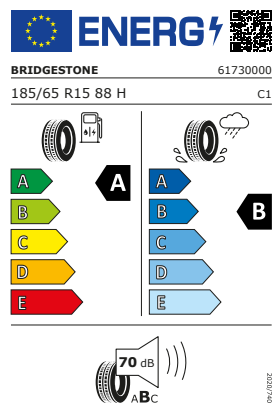 ENERG
BRIDGESTONE 61730000
185/65 R15 88 H C1
A A A
B B B
C C
D D
E E
70 dB
ABC
2020/740